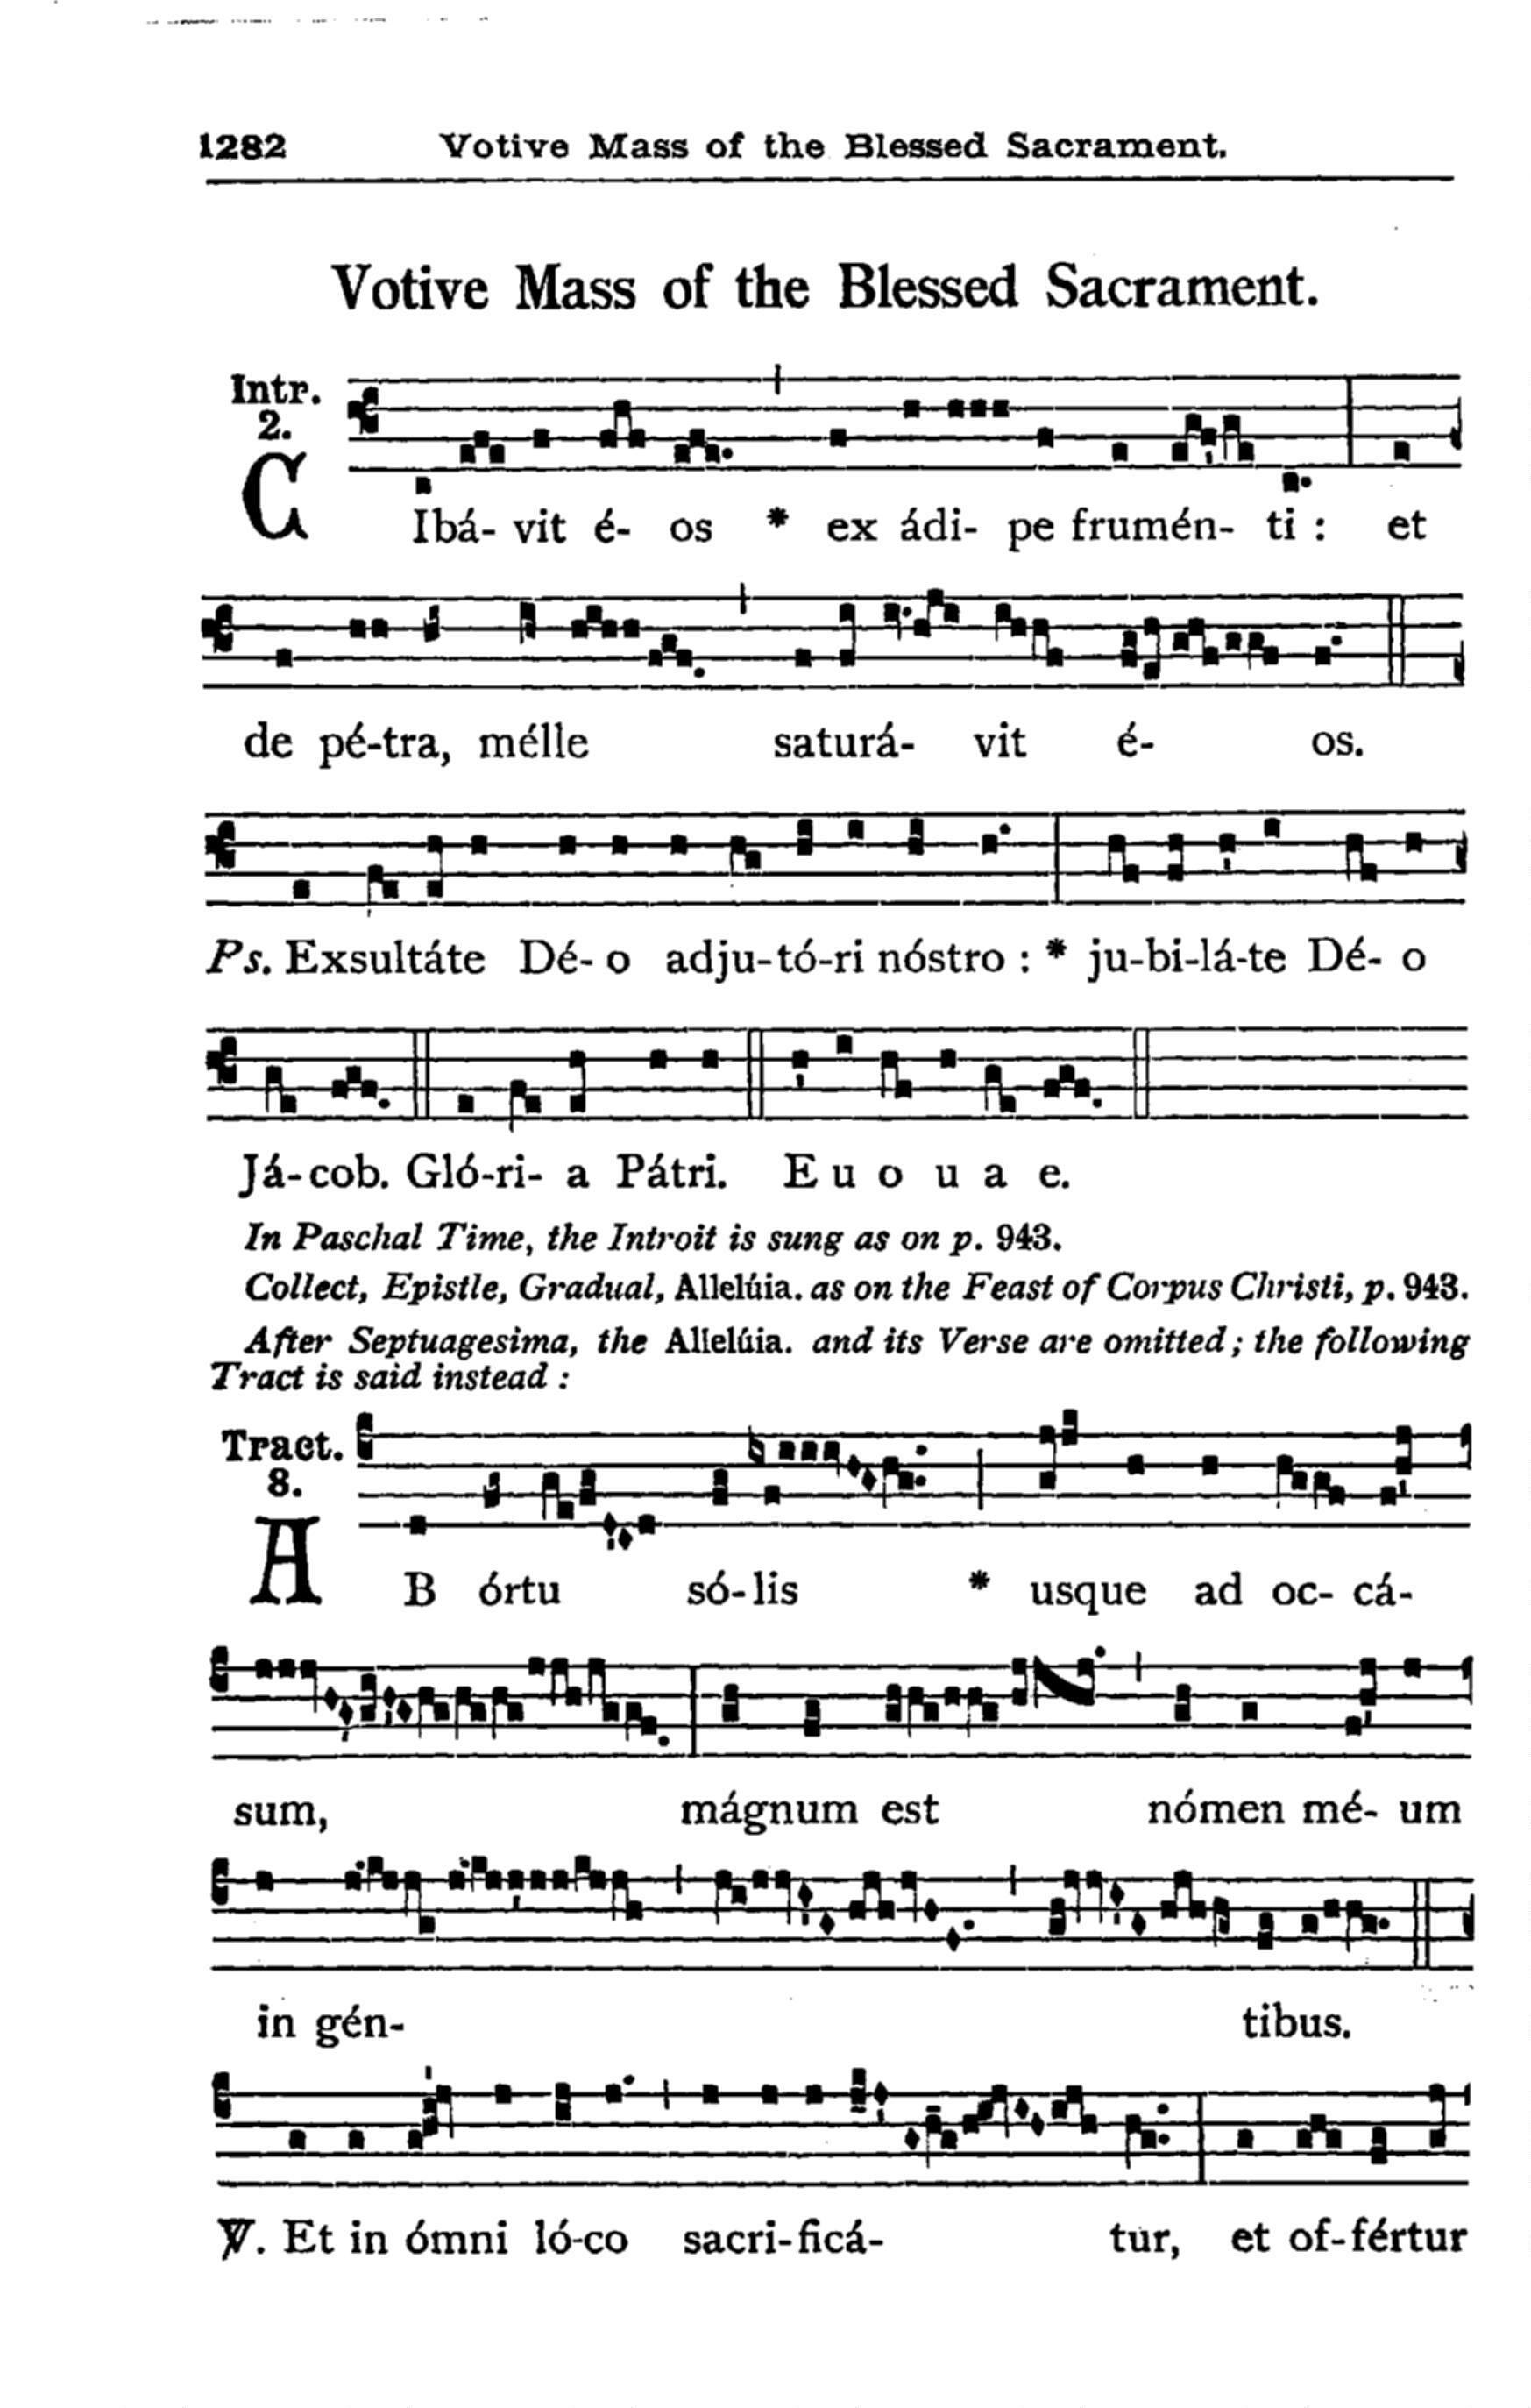 1282 Votive Mass of the Blessed Sacrament.
Votive Mass of the Blessed Sacrament.
Intr.
2.
CIbá- vit é- os * ex ádi- pe frumén- ti : et
de pé-tra, mélle saturá- vit é- os.
Ps. Exsultáte Dé- o adju-tó-ri nóstro : * ju-bi-lá-te Dé- o
Já-cob. Gló-ri- a Pátri. E u o u a e.
In Paschal Time, the Introit is sung as on p. 943.
Collect, Epistle, Gradual, Allelúia. as on the Feast of Corpus Christi, p. 943.
After Septuagesima, the Allelúia. and its Verse are omitted; the following
Tract is said instead :
Tract.
8.
AB órtu só-lis * usque ad oc- cá-
sum, mágnum est nómen mé- um
in gén- tibus.
℣. Et in ómni ló-co sacri-ficá- tur, et of-fértur